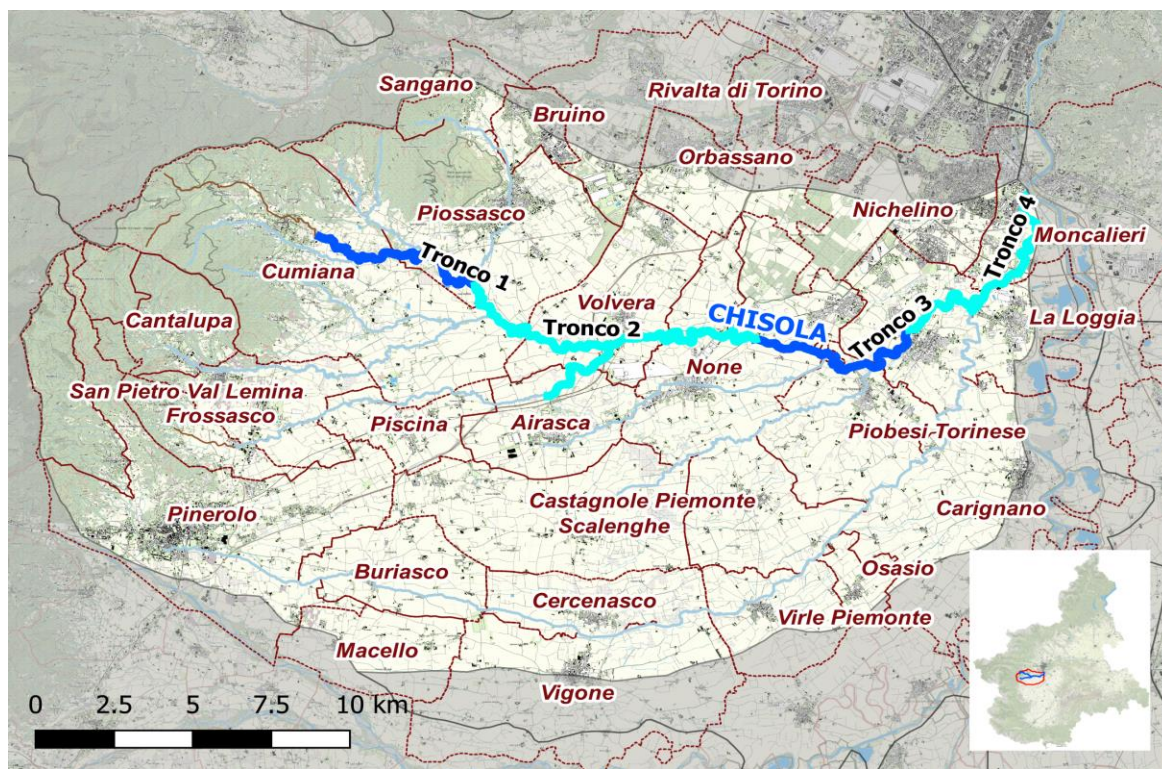 Sangano
Rivalta di Torino
Bruino
Orbassano
Piossasco
Nichelino
Tronco 4
Moncalieri
Tronco 1
Cumiana
Volvera
CHISOLA
Tronco 3
La Loggia
Cantalupa
Tronco 2
None
San Pietro Val Lemina
Frossasco
Piscina
Airasca
Piobesi Torinese
Castagnole Piemonte
Carignano
Pinerolo
Scalenghe
Buriasco
Osasio
Cercenasco
Virle Piemonte
Macello
Vigone
0 2.5 5 7.5 10 km